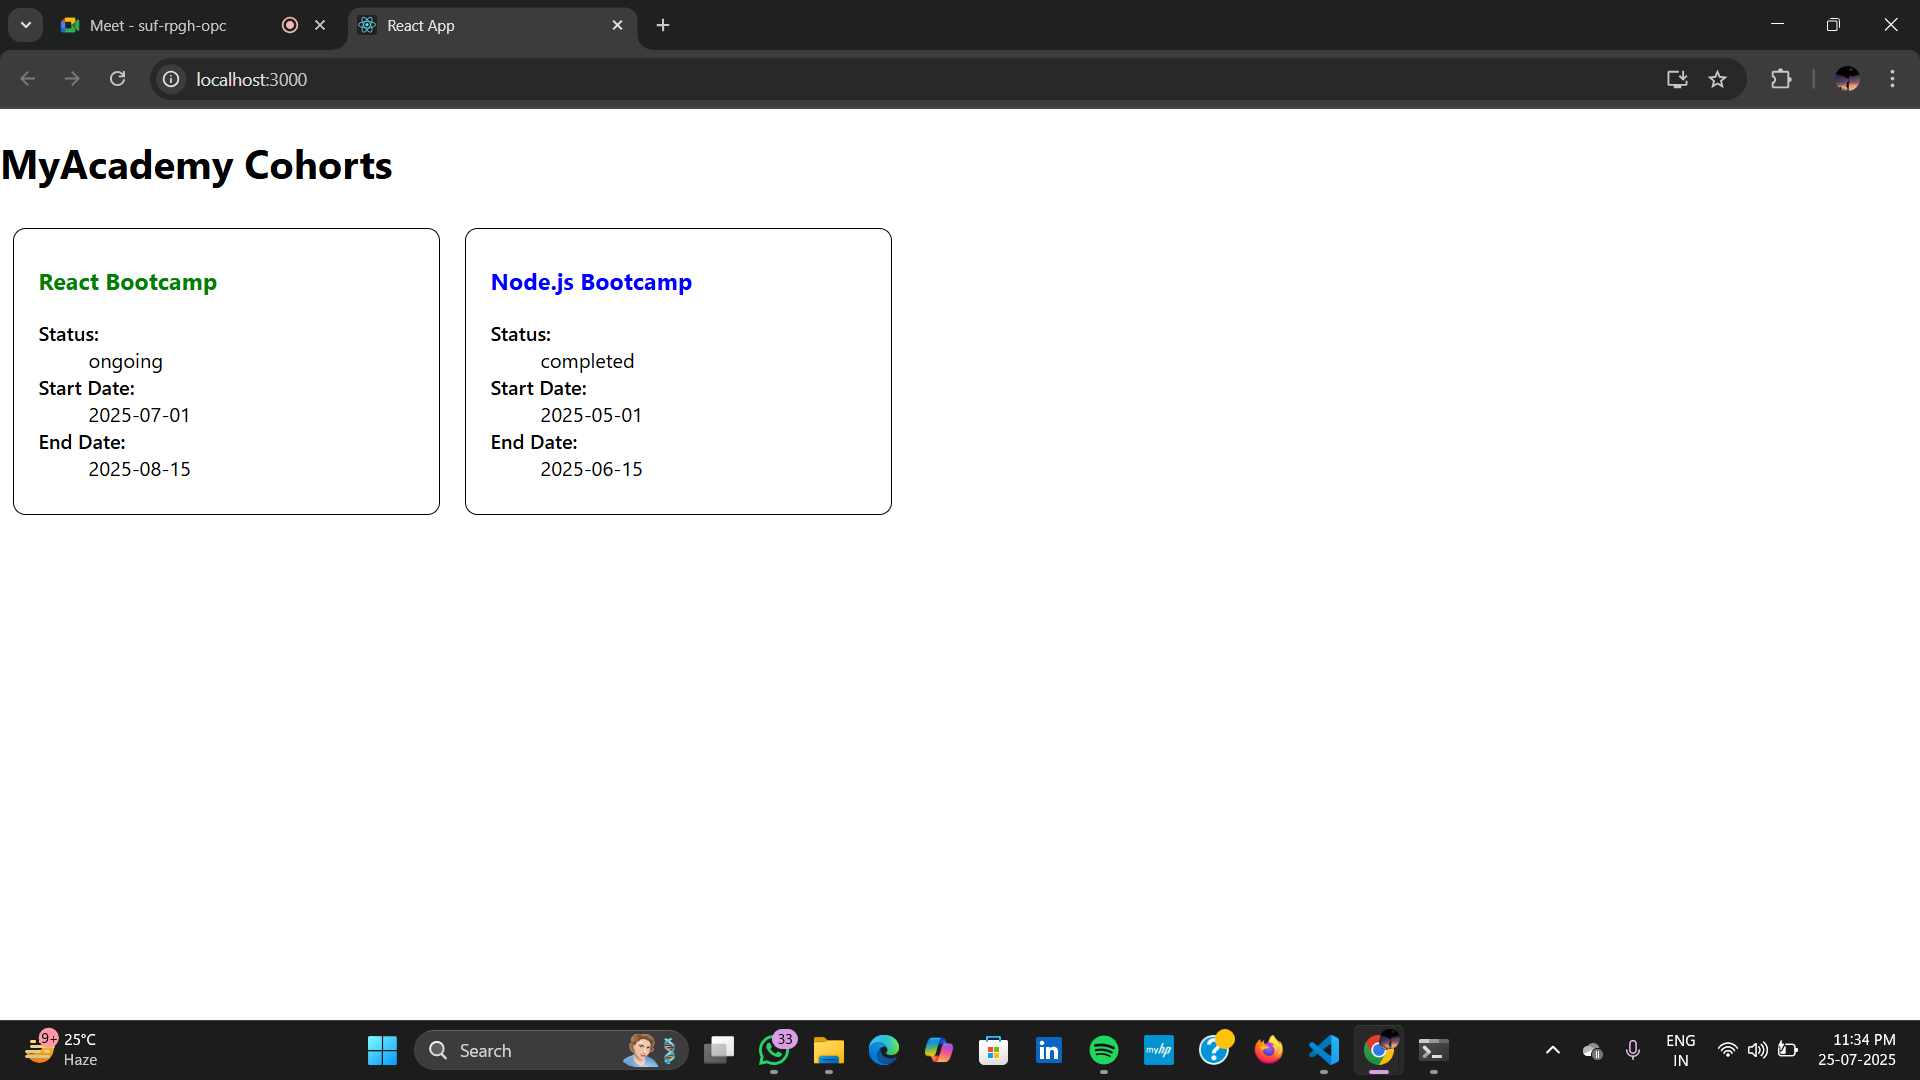 Meet - suf-rpgh-opc
React App
localhost:3000
MyAcademy Cohorts
React Bootcamp
Status:
ongoing
Start Date:
2025-07-01
End Date:
2025-08-15
Node.js Bootcamp
Status:
completed
Start Date:
2025-05-01
End Date:
2025-06-15
9+
25°C
Haze
Search
33
in
myhp
ENG
IN
11:34 PM
25-07-2025